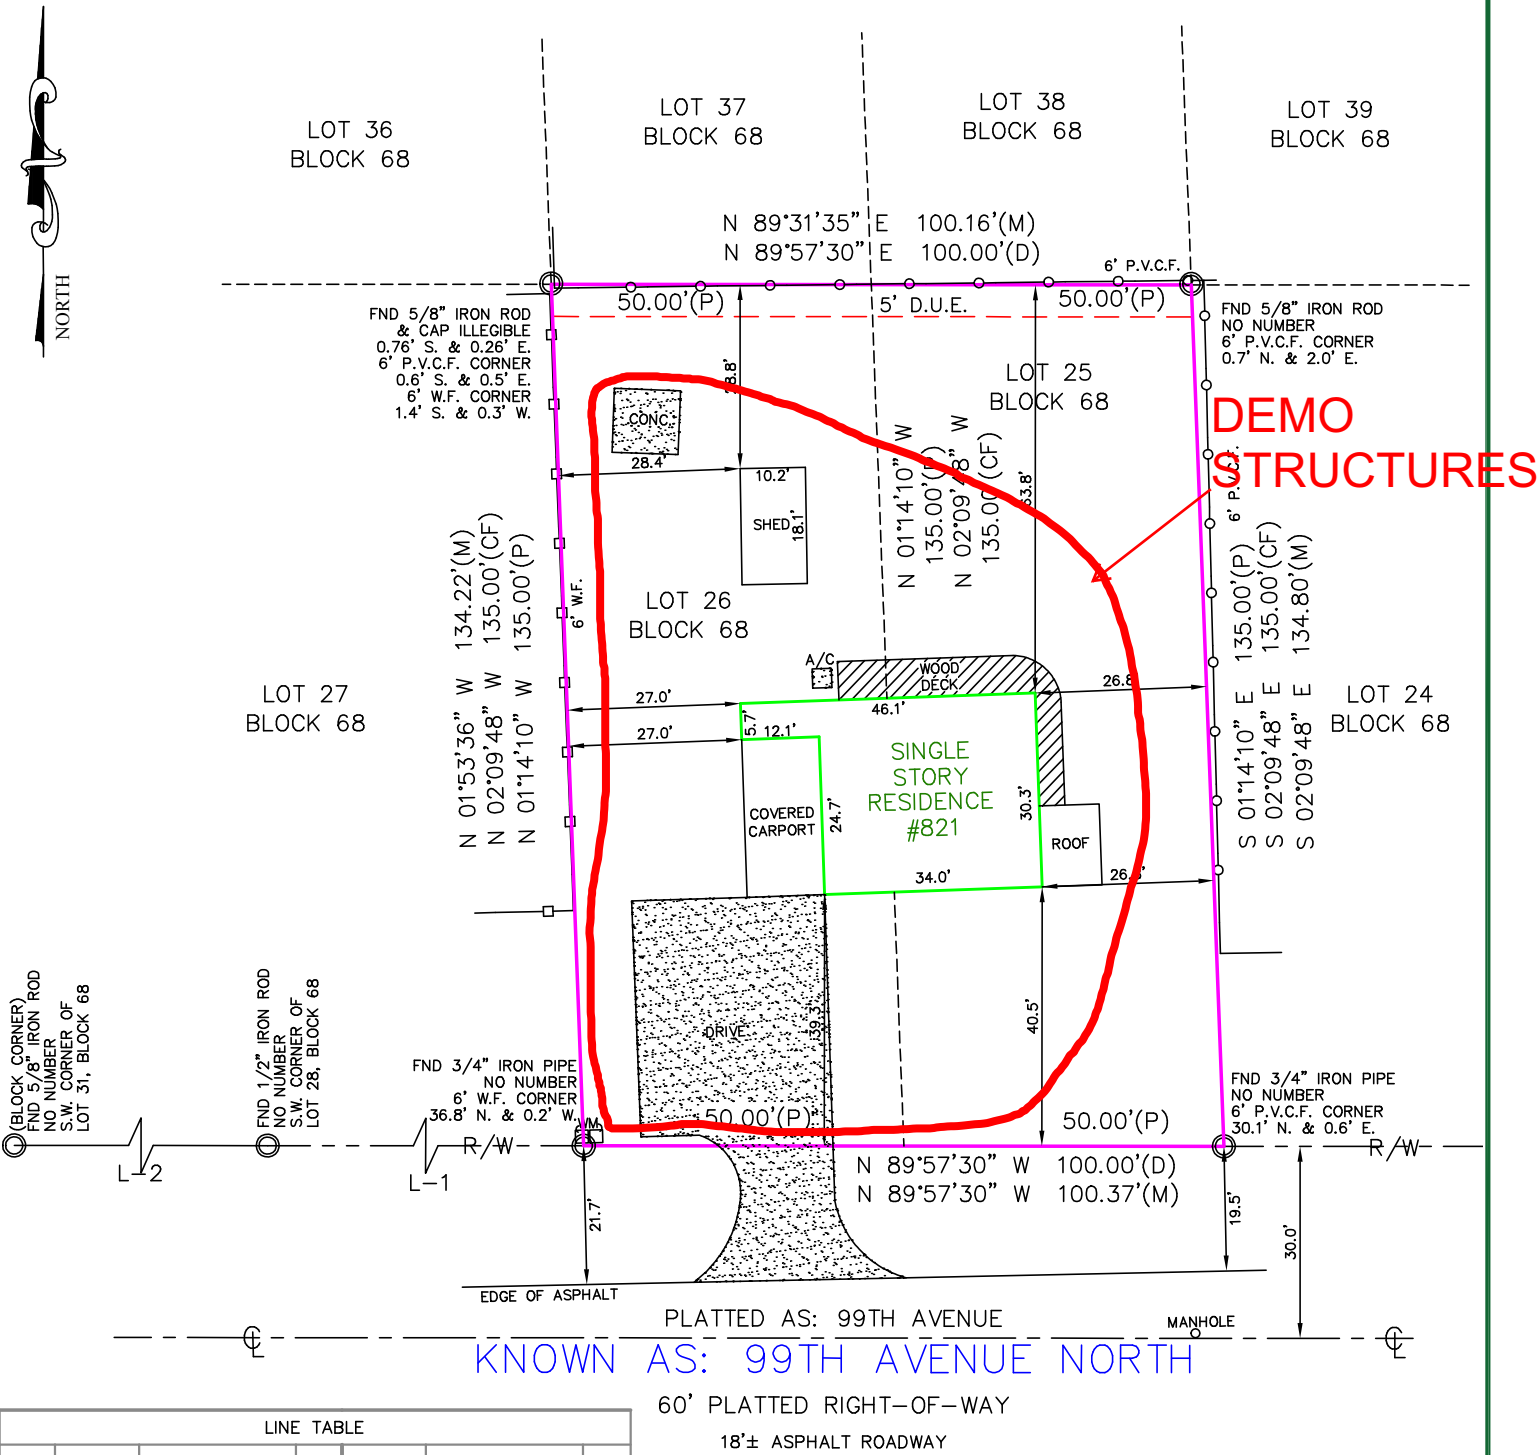 NORTH
LOT 36
BLOCK 68
LOT 37
BLOCK 68
LOT 38
BLOCK 68
LOT 39
BLOCK 68
N 89°31'35" E 100.16'(M)
N 89°57'30" E 100.00'(D)
6' P.V.C.F.
50.00'(P)
5' D.U.E.
50.00'(P)
FND 5/8" IRON ROD
& CAP ILLEGIBLE
0.76' S. & 0.26' E.
6' P.V.C.F. CORNER
0.6' S. & 0.5' E.
6' W.F. CORNER
1.4' S. & 0.3' W.
FND 5/8" IRON ROD
NO NUMBER
6' P.V.C.F. CORNER
0.7' N. & 2.0' E.
LOT 25
BLOCK 68
DEMO
STRUCTURES
CONC.
28.4'
10.2'
SHED
18.1'
N 01°14'10" W
135.00'(P)
N 02°09'48" W
135.00'(CF)
63.8'
6' P.V.C.F.
N 01°53'36" W 134.22'(M)
N 02°09'48" W 135.00'(CF)
N 01°14'10" W 135.00'(P)
6' W.F.
LOT 26
BLOCK 68
S 01°14'10" E 135.00'(P)
S 02°09'48" E 135.00'(CF)
S 02°09'48" E 134.80'(M)
LOT 27
BLOCK 68
LOT 24
BLOCK 68
A/C
WOOD
DECK
27.0'
46.1'
26.8'
5.7'
27.0'
12.1'
SINGLE
STORY
RESIDENCE
#821
COVERED
CARPORT
24.7'
30.3'
ROOF
34.0'
DRIVE
39.3'
40.5'
(BLOCK CORNER)
FND 5/8" IRON ROD
NO NUMBER
S.W. CORNER OF
LOT 31, BLOCK 68
FND 1/2" IRON ROD
NO NUMBER
S.W. CORNER OF
LOT 28, BLOCK 68
FND 3/4" IRON PIPE
NO NUMBER
6' W.F. CORNER
36.8' N. & 0.2' W.
WM
50.00'(P)
50.00'(P)
FND 3/4" IRON PIPE
NO NUMBER
6' P.V.C.F. CORNER
30.1' N. & 0.6' E.
L-2
L-1
R/W
R/W
N 89°57'30" W 100.00'(D)
N 89°57'30" W 100.37'(M)
21.7'
19.5'
30.0'
EDGE OF ASPHALT
PLATTED AS: 99TH AVENUE
MANHOLE
KNOWN AS: 99TH AVENUE NORTH
60' PLATTED RIGHT-OF-WAY
18'± ASPHALT ROADWAY
LINE TABLE